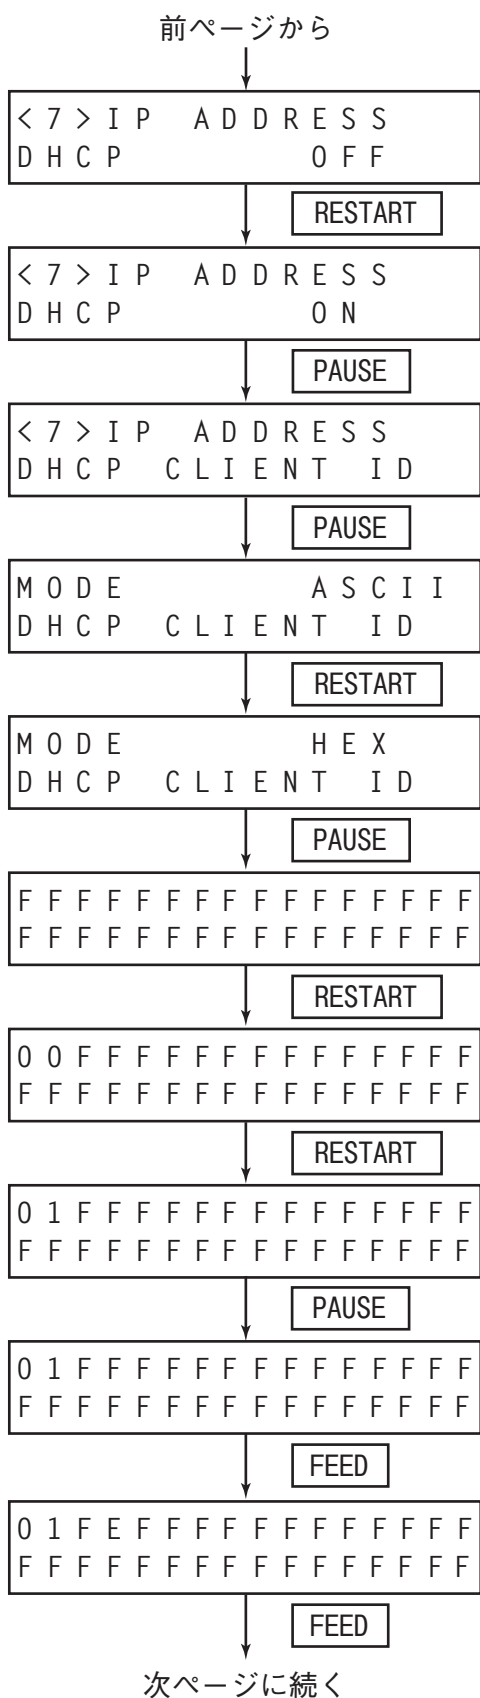 前ページから
<7>IP ADDRESS
DHCP OFF
RESTART
<7>IP ADDRESS
DHCP ON
PAUSE
<7>IP ADDRESS
DHCP CLIENT ID
PAUSE
MODE ASCII
DHCP CLIENT ID
RESTART
MODE HEX
DHCP CLIENT ID
PAUSE
FFFFFFFFFFFFFFFF
FFFFFFFFFFFFFFFF
RESTART
00FFFFFFFFFFFFFF
FFFFFFFFFFFFFFFF
RESTART
01FFFFFFFFFFFFFF
FFFFFFFFFFFFFFFF
PAUSE
01FFFFFFFFFFFFFF
FFFFFFFFFFFFFFFF
FEED
01FEFFFFFFFFFFFF
FFFFFFFFFFFFFFFF
FEED
次ページに続く